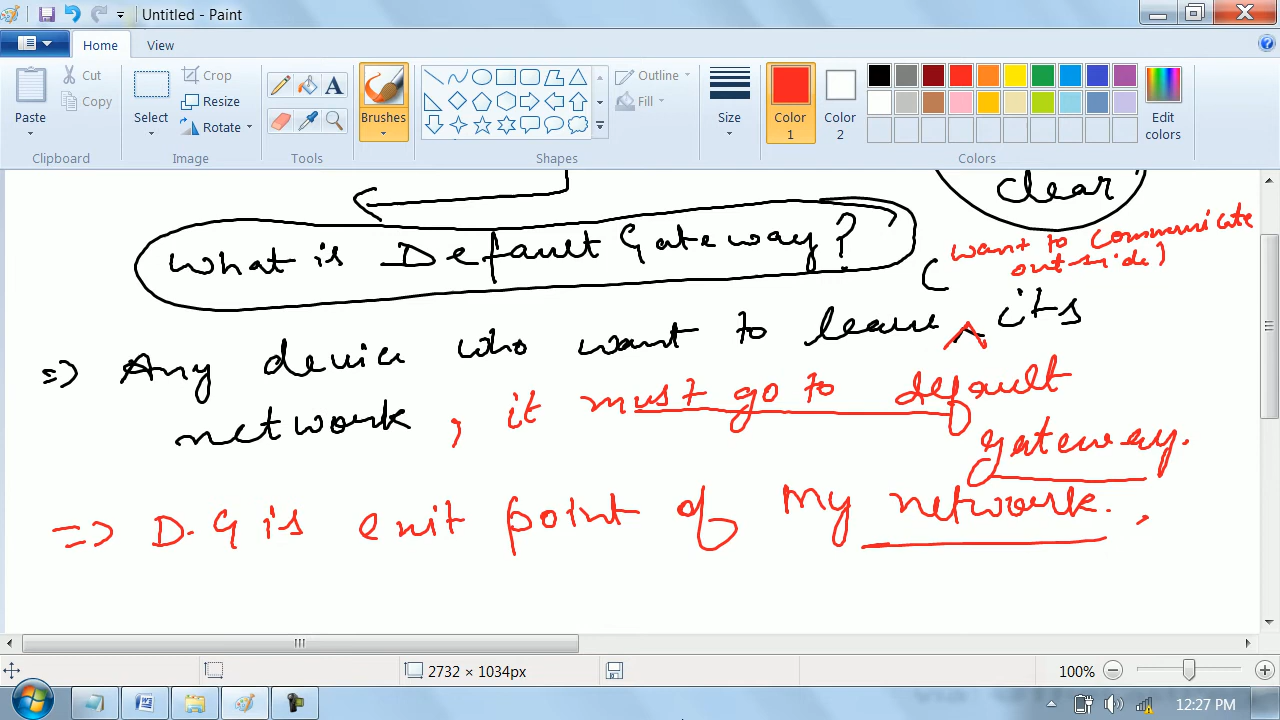 Untitled - Paint
Home
View
Paste
Cut
Copy
Clipboard
Select
Crop
Resize
Rotate
Image
Tools
Brushes
Shapes
Outline
Fill
Size
Color 1
Color 2
Edit colors
Colors
clear
What is Default Gateway?
(want to communicate
outside)
=> Any device who want to leave ^ its
network, it must go to default
gateway.
=> D.G is exit point of My network.,
2732 × 1034px
100%
12:27 PM